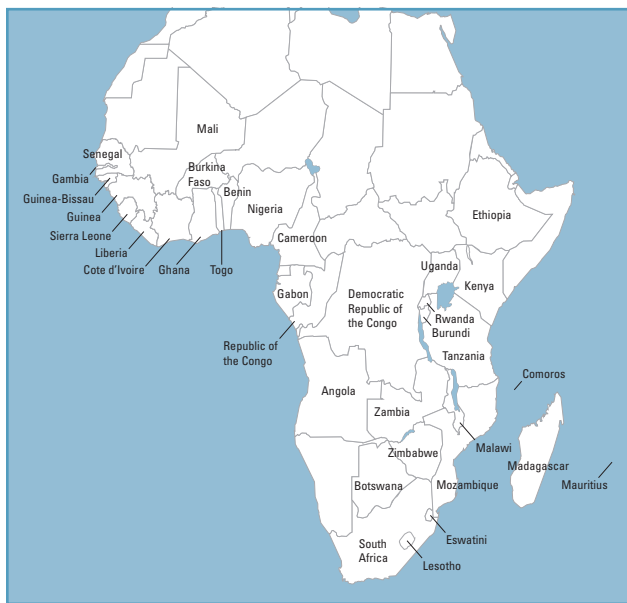 Mali
Senegal
Burkina
Faso
Gambia
Benin
Guinea-Bissau
Nigeria
Guinea
Ethiopia
Sierra Leone
Cameroon
Liberia
Cote d'Ivoire
Ghana
Togo
Uganda
Kenya
Gabon
Democratic
Republic of
the Congo
Rwanda
Burundi
Republic of
the Congo
Tanzania
Comoros
Angola
Zambia
Malawi
Zimbabwe
Madagascar
Mauritius
Botswana
Mozambique
Eswatini
South
Africa
Lesotho